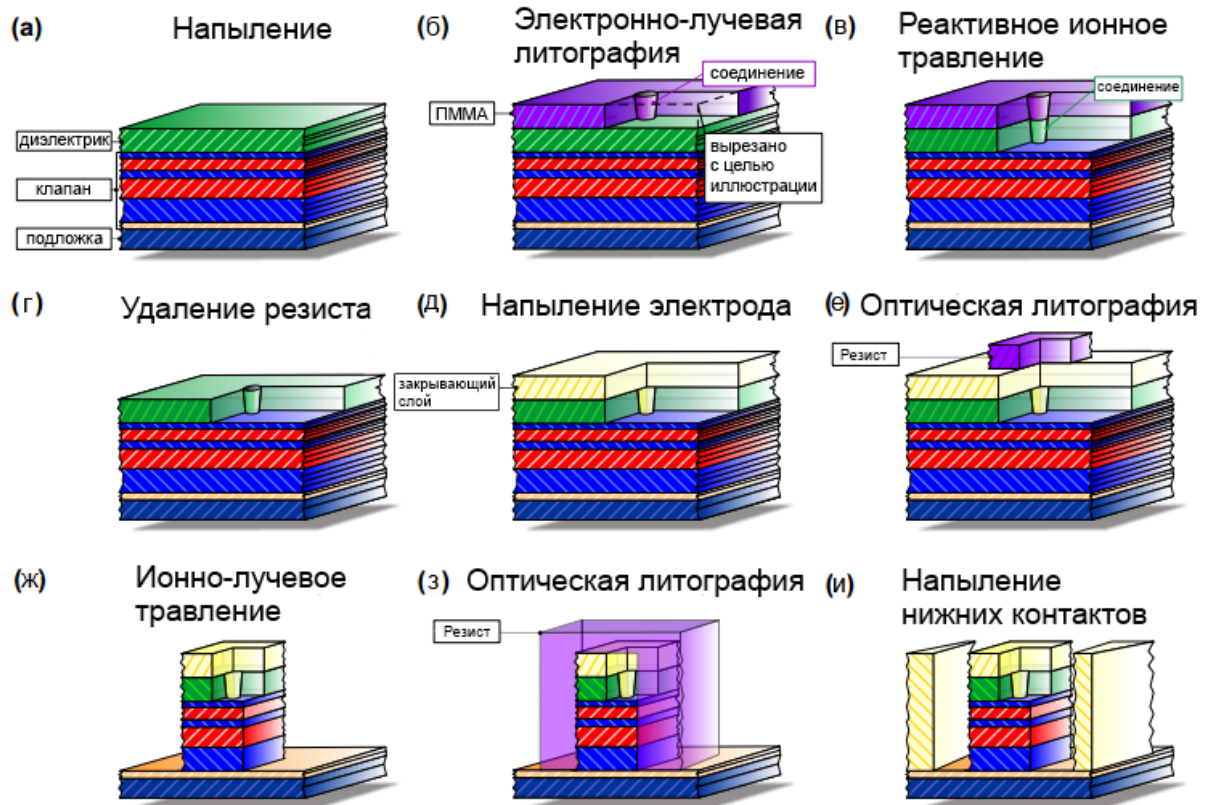 (а) Напыление
диэлектрик
клапан
подложка
(б) Электронно-лучевая
литография
соединение
ПММА
вырезано
с целью
иллюстрации
(в) Реактивное ионное
травление
соединение
(г) Удаление резиста
(д) Напыление электрода
закрывающий
слой
(е) Оптическая литография
Резист
(ж) Ионно-лучевое
травление
(з) Оптическая литография
Резист
(и) Напыление
нижних контактов